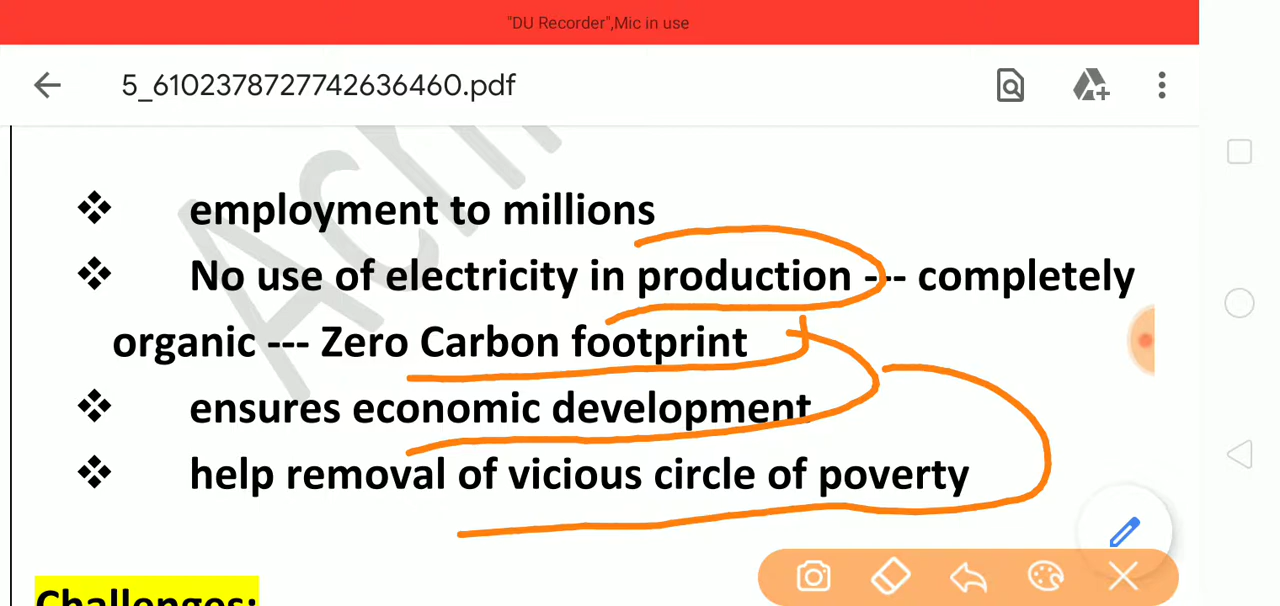 "DU Recorder",Mic in use
5_6102378727742636460.pdf
❖ employment to millions
❖ No use of electricity in production --- completely
organic --- Zero Carbon footprint
❖ ensures economic development
❖ help removal of vicious circle of poverty
Challenges: